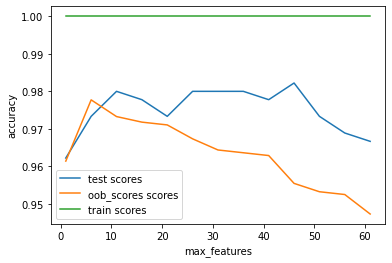 1.00
0.99
0.98
0.97
0.96
0.95
accuracy
test scores
oob_scores scores
train scores
0 10 20 30 40 50 60
max_features